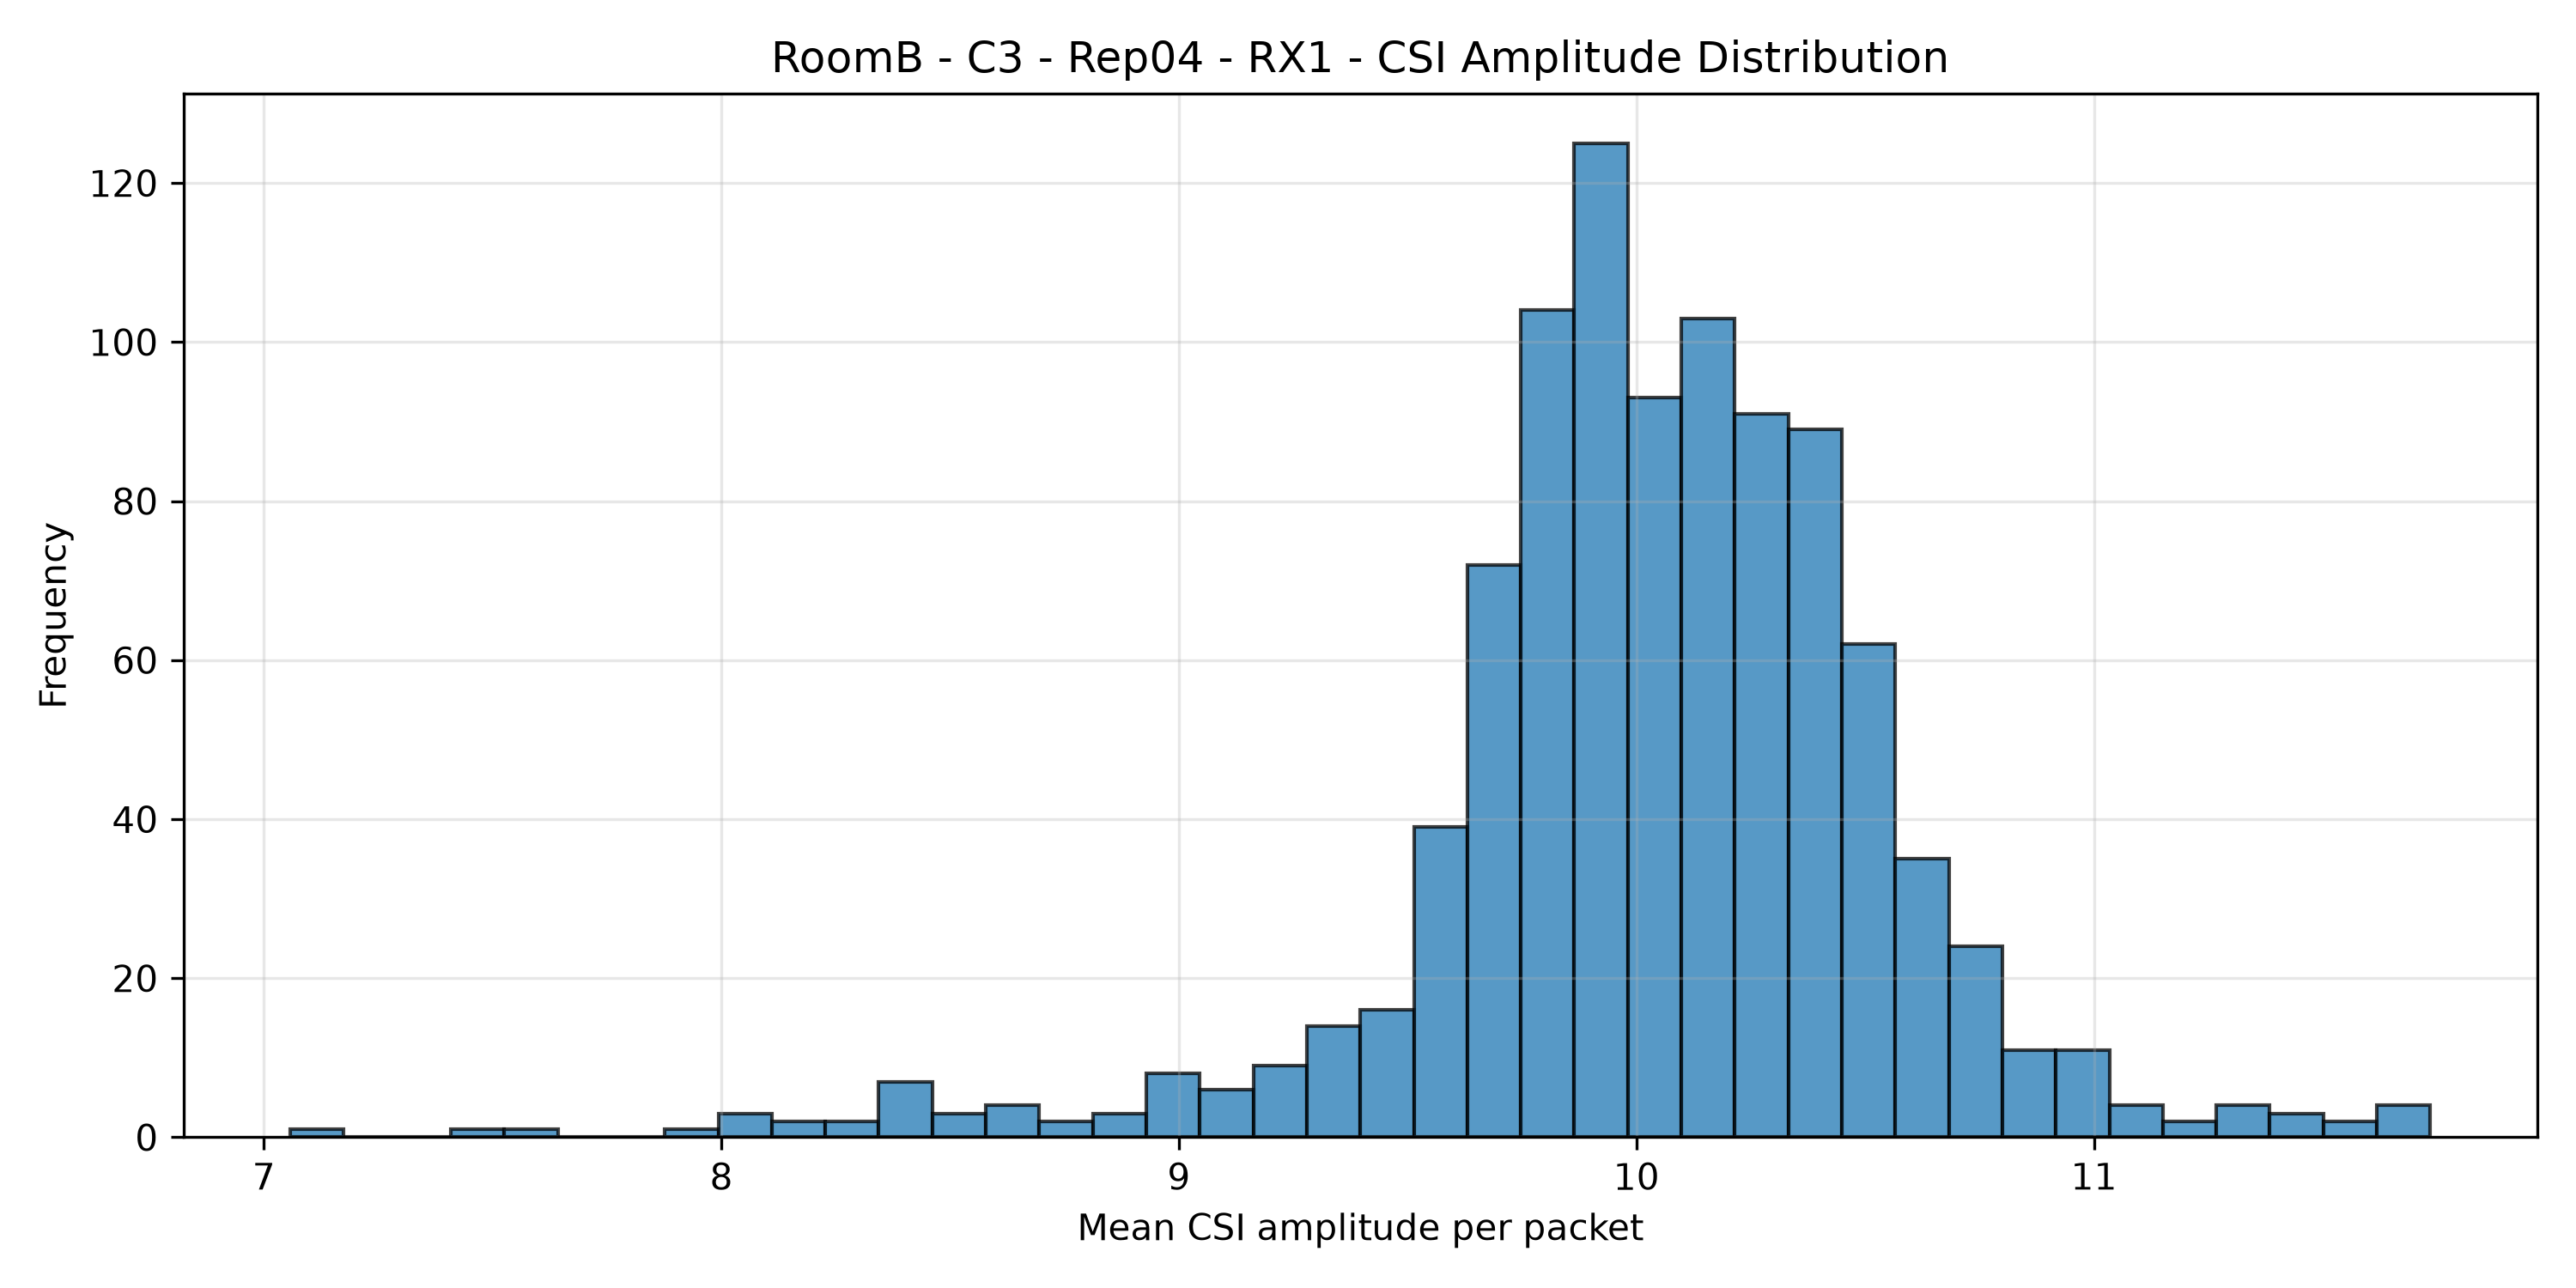 RoomB - C3 - Rep04 - RX1 - CSI Amplitude Distribution
120
100
80
60
40
20
0
Frequency
7 8 9 10 11
Mean CSI amplitude per packet